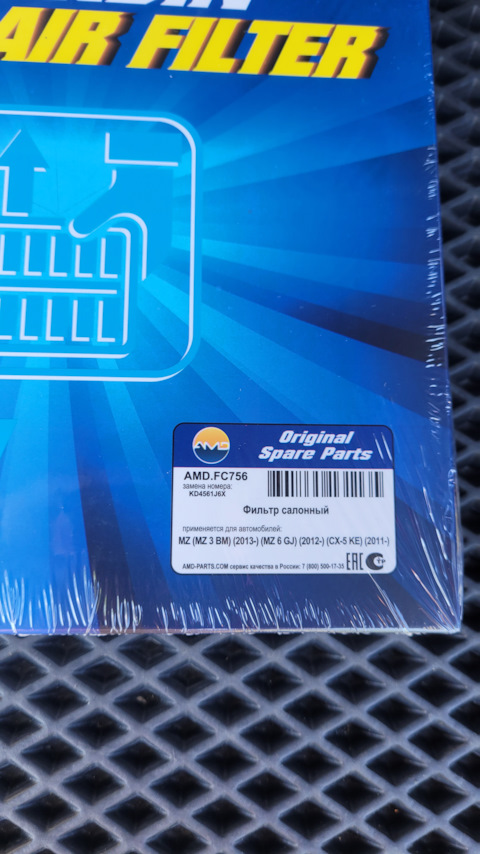 AIR FILTER
AMD
Original
Spare Parts
AMD.FC756
замена номера:
KD4561J6X
Фильтр салонный
применяется для автомобилей:
MZ (MZ 3 BM) (2013-) (MZ 6 GJ) (2012-) (CX-5 KE) (2011-)
AMD-PARTS.COM сервис качества в России: 7 (800) 500-17-35 EAC TP